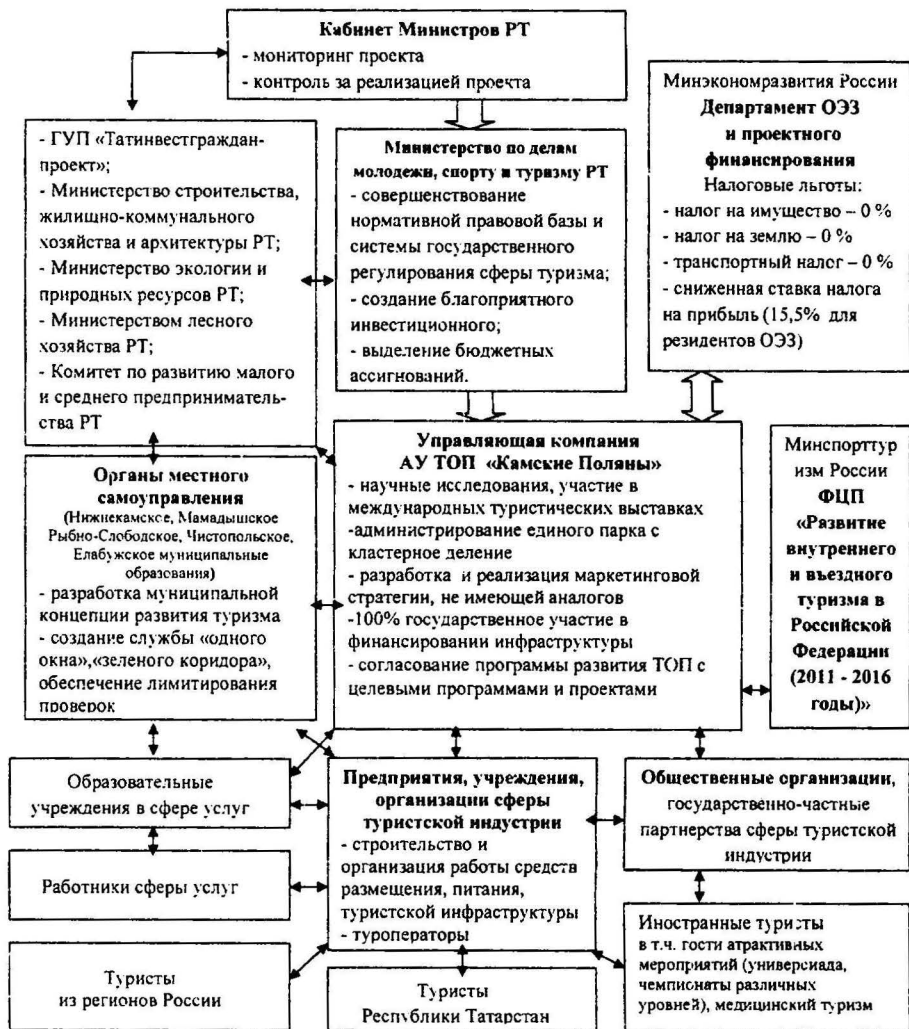 Кабинет Министров РТ
- мониторинг проекта
- контроль за реализацией проечта
Минэкономразвития России
Департамент ОЭЗ
и проектного
финансирования
Налоговые льготы:
- налог на имущество – 0 %
- налог на землю – 0 %
- транспортный налог – 0 %
- сниженная ставка налога
на прибыль (15,5% для
резидентов ОЭЗ)
- ГУП «Татинвестграждан-
проект»;
- Министерство строительства,
жилищно-коммунального
хозяйства и архитектуры РТ;
- Министерство экологии и
природных ресурсов РТ;
- Министерством лесного
хозяйства РТ;
- Комитет по развитию малого
и среднего предприниматель-
ства РТ
Министерство по делам
молодежи, спорту и туризму РТ
- совершенствование
нормативной правовой базы и
системы государственного
регулирования сферы туризма;
- создание благоприятного
инвестиционного;
- выделение бюджетных
ассигнований.
Органы местного
самоуправления
(Нижнекамское, Мамадышское
Рыбно-Слободское, Чистопольское,
Елабужское муниципальные
образования)
- разработка муниципальной
концепции развития туризма
- создание службы «одного
окна»,«зеленого коридора»,
обеспечение лимитирования
проверок
Управляющая компания
АУ ТОП «Камские Поляны»
- научные исследования, участие в
международных туристических выставках
-администрирование единого парка с
кластерное деление
- разработка и реализация маркетинговой
стратегии, не имеющей аналогов
-100% государственное участие в
финансировании инфраструктуры
- согласование программы развития ТОП с
целевыми программами и проектами
Минспорттур
изм России
ФЦП
«Развитие
внутреннего
и въездного
туризма в
Российской
Федерации
(2011 - 2016
годы)»
Образовательные
учреждения в сфере услуг
Предприятия, учреждения,
организации сферы
туристской индустрии
- строительство и
организация работы средств
размещения, питания,
туристской инфраструктуры
- туроператоры
Общественные организации,
государственно-частные
партнерства сферы туристской
индустрии
Работники сферы услуг
Иностранные туристы
в т.ч. гости атрактивных
мероприятий (универсиада,
чемпионаты различных
уровней), медицинский туризм
Туристы
из регионов России
Туристы
Республики Татарстан